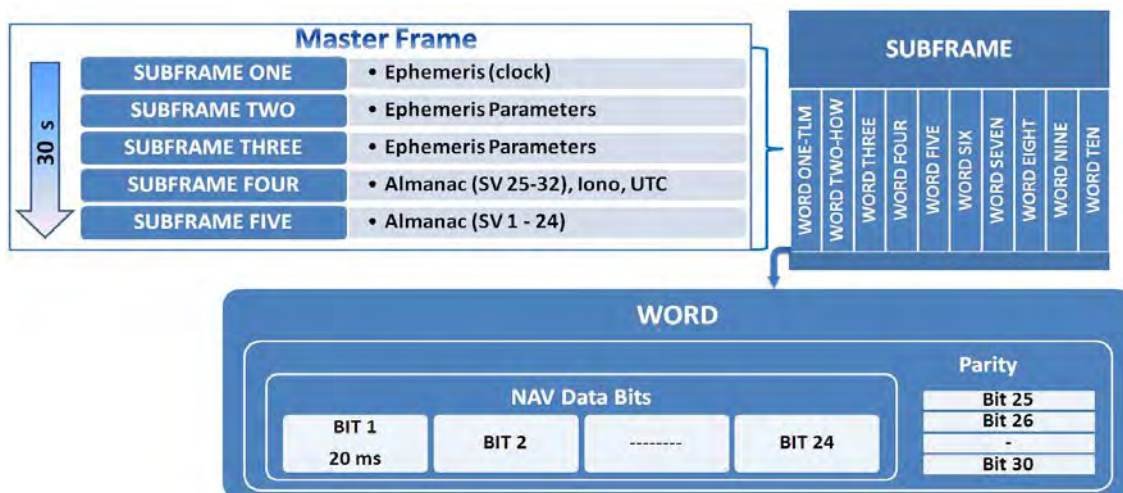 Master Frame
30 s
SUBFRAME ONE
• Ephemeris (clock)
SUBFRAME TWO
• Ephemeris Parameters
SUBFRAME THREE
• Ephemeris Parameters
SUBFRAME FOUR
• Almanac (SV 25-32), Iono, UTC
SUBFRAME FIVE
• Almanac (SV 1 - 24)
SUBFRAME
WORD ONE-TLM
WORD TWO-HOW
WORD THREE
WORD FOUR
WORD FIVE
WORD SIX
WORD SEVEN
WORD EIGHT
WORD NINE
WORD TEN
WORD
NAV Data Bits
BIT 1
20 ms
BIT 2
--------
BIT 24
Parity
Bit 25
Bit 26
-
Bit 30